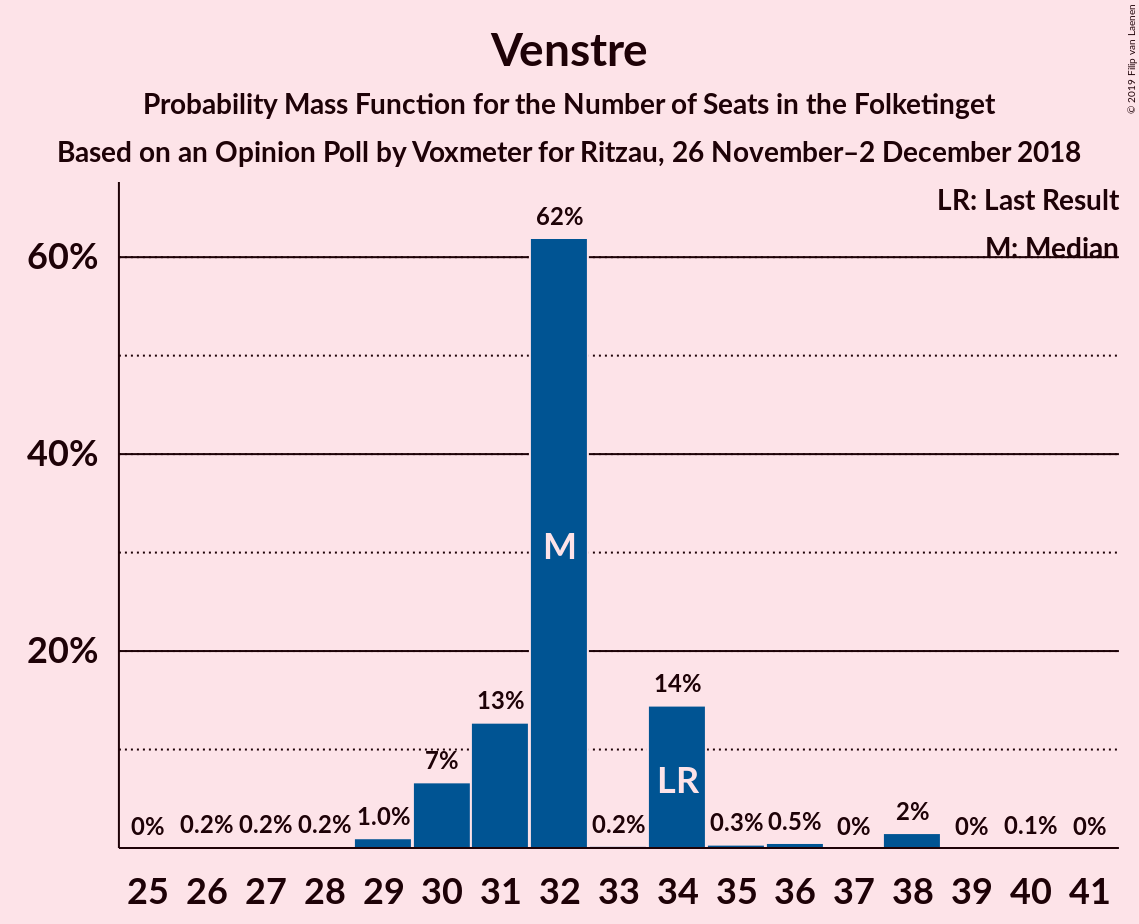 Venstre
Probability Mass Function for the Number of Seats in the Folketinget
Based on an Opinion Poll by Voxmeter for Ritzau, 26 November–2 December 2018
© 2019 Filip van Laenen
LR: Last Result
M: Median
60%
40%
20%
0% 0.2% 0.2% 0.2% 1.0% 7% 13% 62% 0.2% 14% 0.3% 0.5% 0% 2% 0% 0.1% 0%
M
LR
25 26 27 28 29 30 31 32 33 34 35 36 37 38 39 40 41